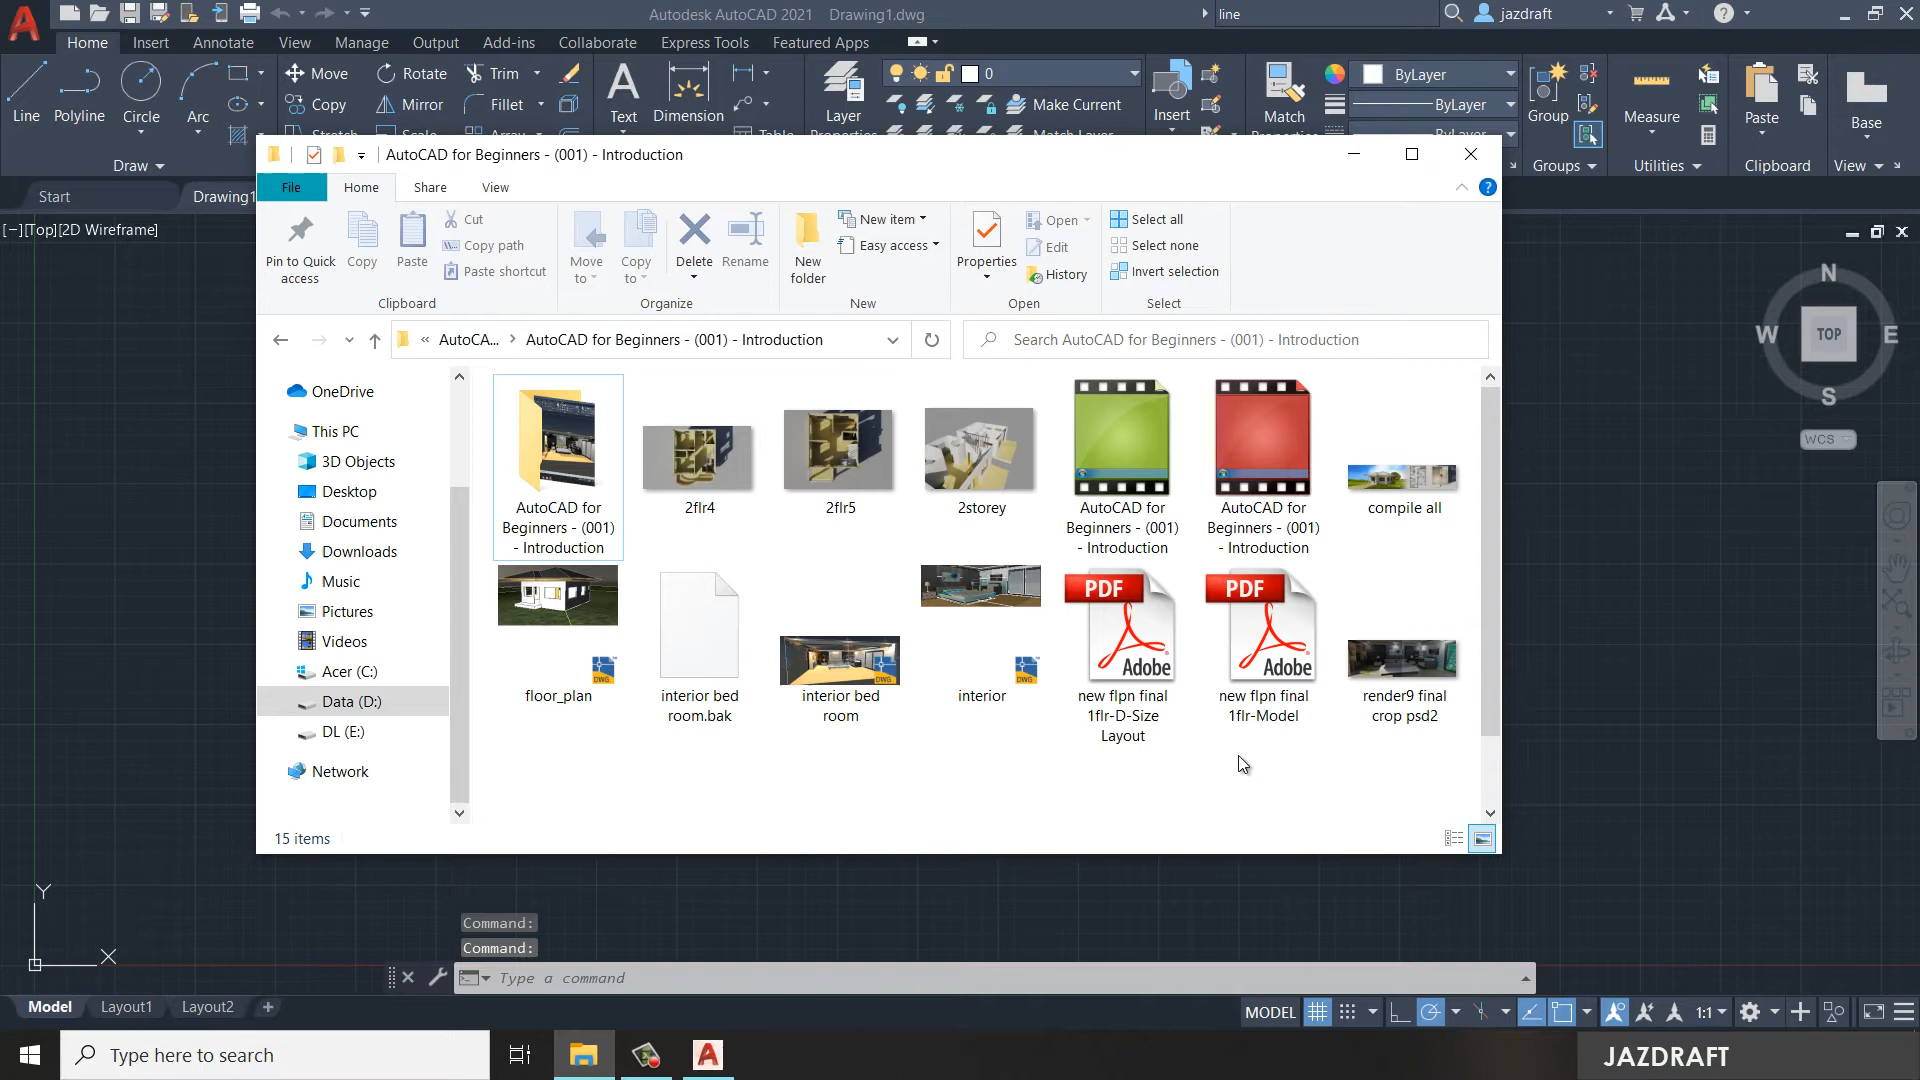 Autodesk AutoCAD 2021 Drawing1.dwg
line
jazdraft
Home Insert Annotate View Manage Output Add-ins Collaborate Express Tools Featured Apps
Line Polyline Circle Arc
Move Rotate Trim
Copy Mirror Fillet
Text Dimension
Layer
0
Make Current
Insert
Match
ByLayer
ByLayer
Group
Measure
Paste
Base
Draw
Groups
Utilities
Clipboard
View
Start
Drawing1
[−][Top][2D Wireframe]
AutoCAD for Beginners - (001) - Introduction
File Home Share View
Pin to Quick access
Copy
Paste
Cut
Copy path
Paste shortcut
Clipboard
Move to
Copy to
Delete
Rename
Organize
New folder
New item
Easy access
New
Properties
Open
Edit
History
Open
Select all
Select none
Invert selection
Select
« AutoCA... > AutoCAD for Beginners - (001) - Introduction
Search AutoCAD for Beginners - (001) - Introduction
OneDrive
This PC
3D Objects
Desktop
Documents
Downloads
Music
Pictures
Videos
Acer (C:)
Data (D:)
DL (E:)
Network
AutoCAD for
Beginners - (001)
- Introduction
2flr4
2flr5
2storey
AutoCAD for
Beginners - (001)
- Introduction
AutoCAD for
Beginners - (001)
- Introduction
compile all
DWG
floor_plan
interior bed
room.bak
DWG
interior bed
room
DWG
interior
PDF
Adobe
new flpn final
1flr-D-Size
Layout
PDF
Adobe
new flpn final
1flr-Model
render9 final
crop psd2
15 items
N
W TOP E
S
WCS
Y
X
Command:
Command:
Type a command
Model Layout1 Layout2 +
MODEL
1:1
Type here to search
JAZDRAFT